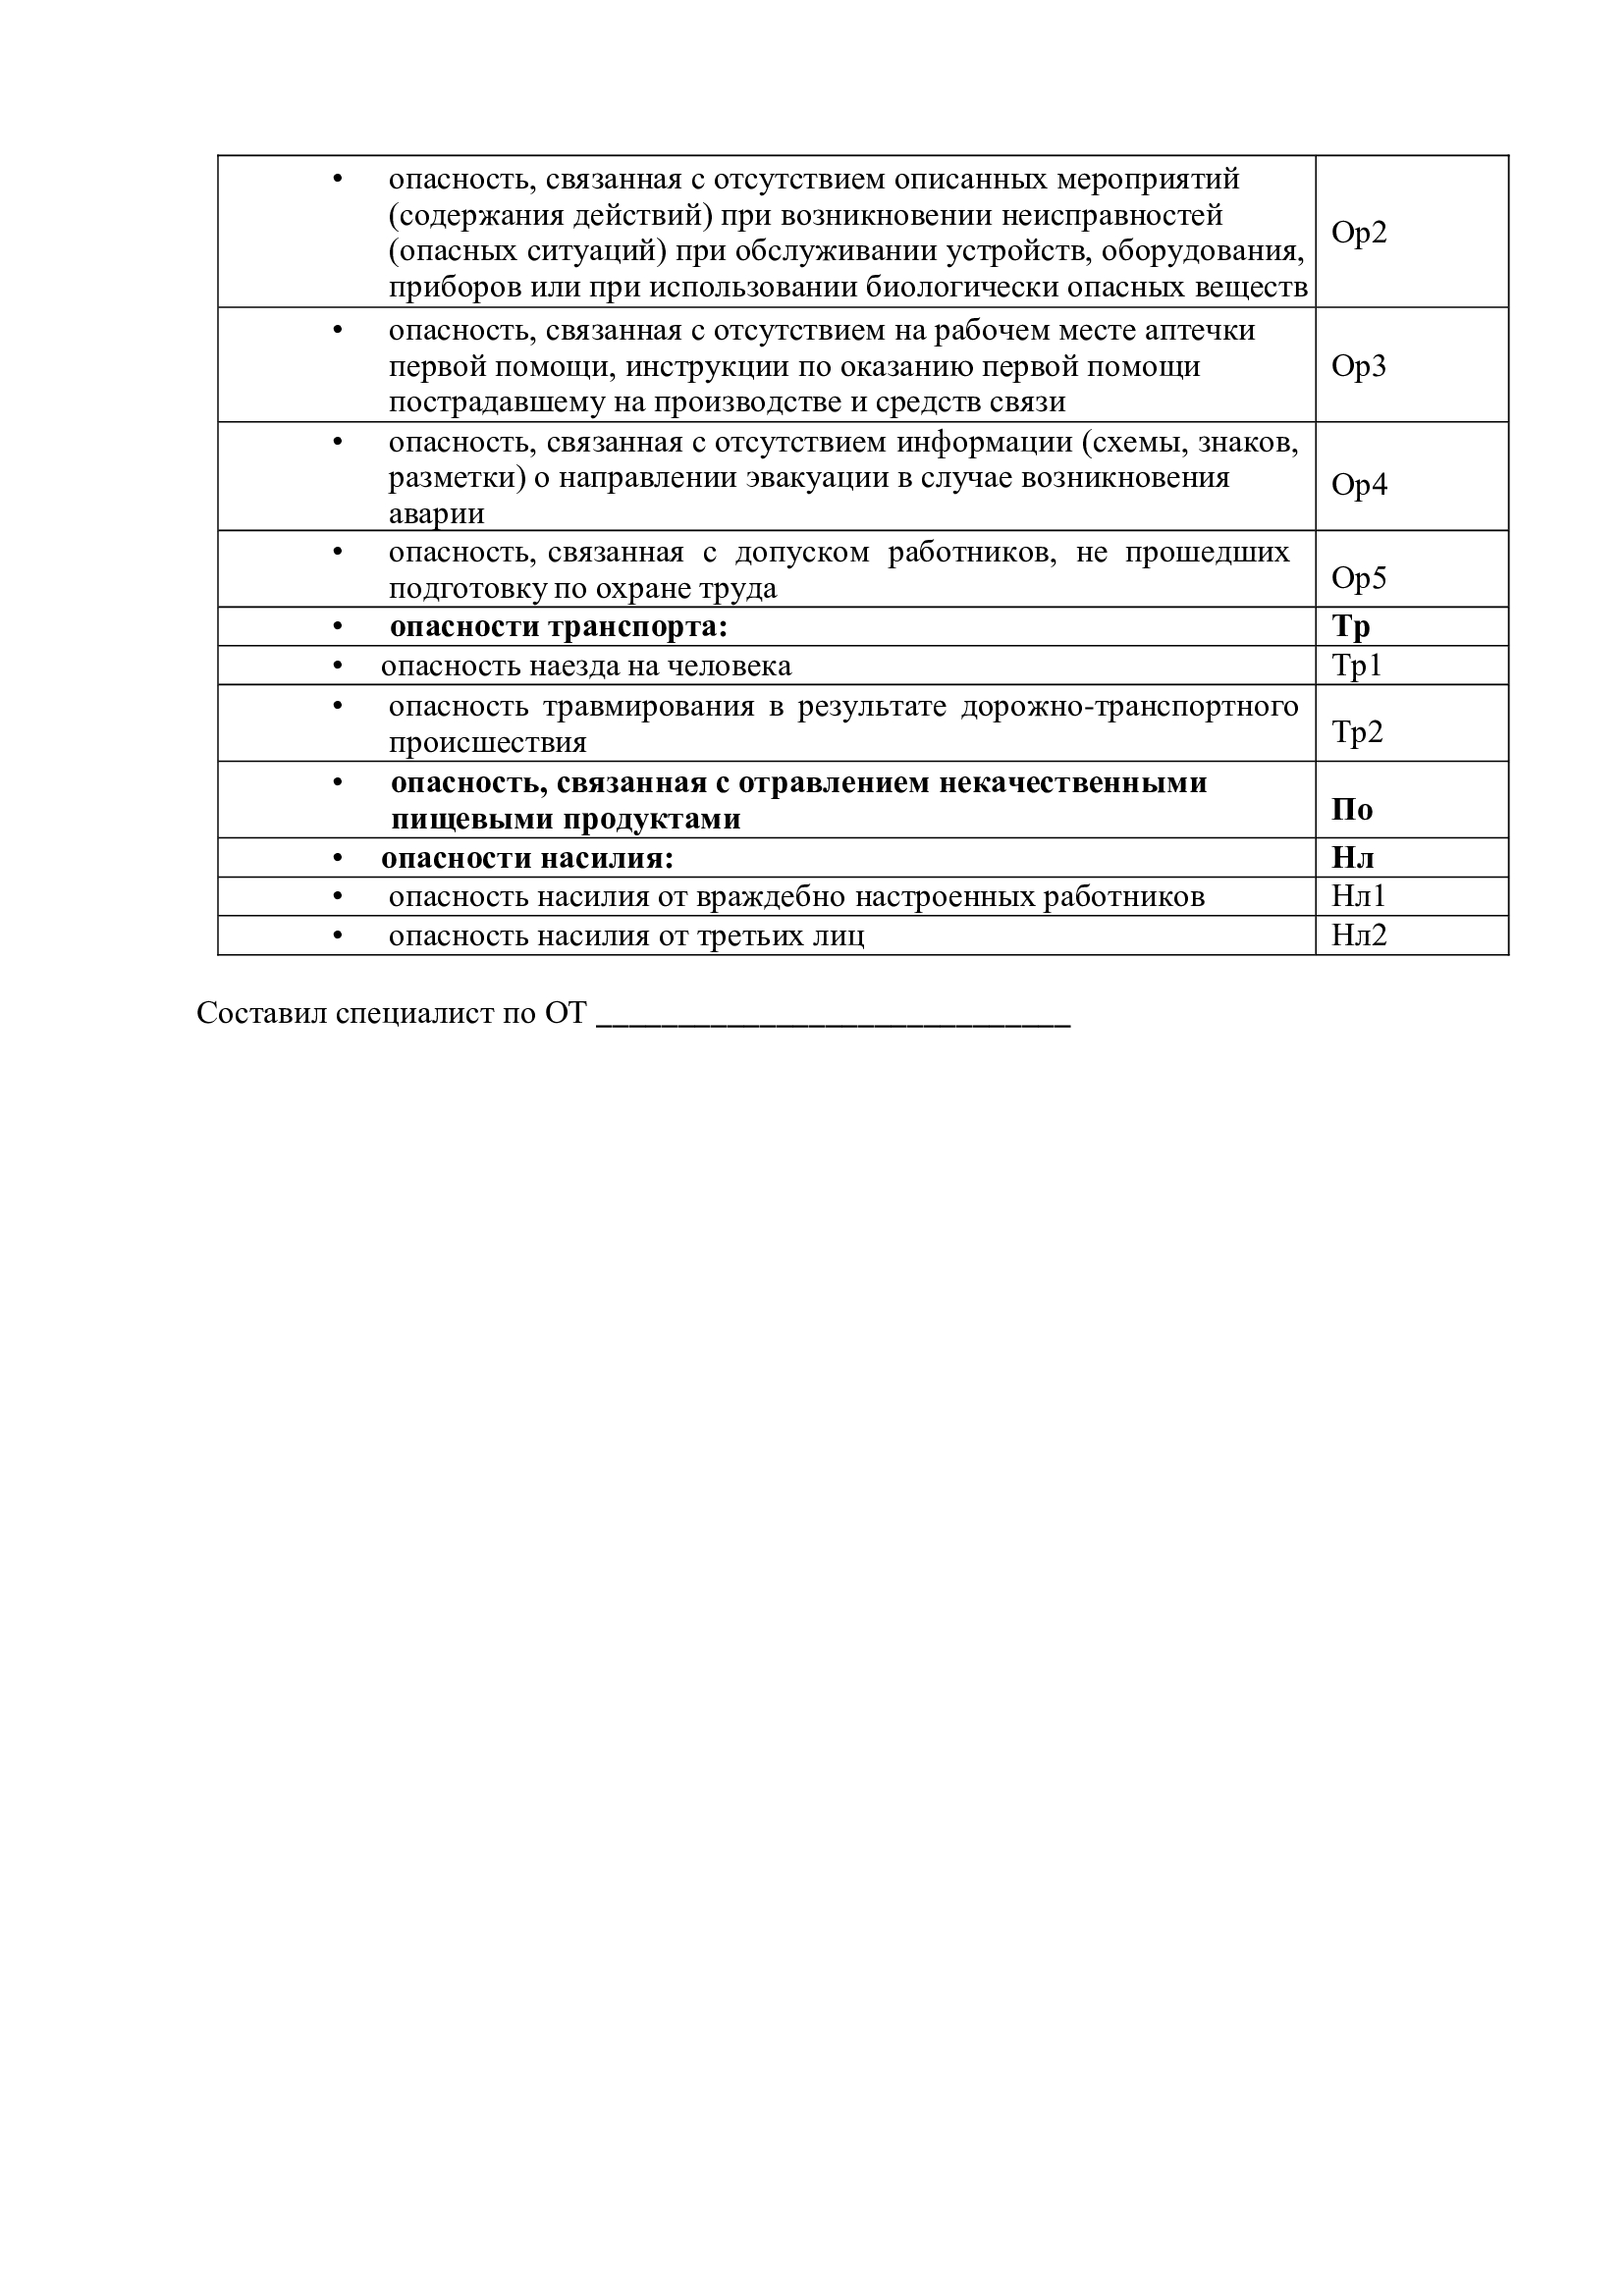 • опасность, связанная с отсутствием описанных мероприятий
(содержания действий) при возникновении неисправностей
(опасных ситуаций) при обслуживании устройств, оборудования,
приборов или при использовании биологически опасных веществ
Ор2
• опасность, связанная с отсутствием на рабочем месте аптечки
первой помощи, инструкции по оказанию первой помощи
пострадавшему на производстве и средств связи
Ор3
• опасность, связанная с отсутствием информации (схемы, знаков,
разметки) о направлении эвакуации в случае возникновения
аварии
Ор4
• опасность, связанная с допуском работников, не прошедших
подготовку по охране труда
Ор5
• опасности транспорта:
Тр
• опасность наезда на человека
Тр1
• опасность травмирования в результате дорожно-транспортного
происшествия
Тр2
• опасность, связанная с отравлением некачественными
пищевыми продуктами
По
• опасности насилия:
Нл
• опасность насилия от враждебно настроенных работников
Нл1
• опасность насилия от третьих лиц
Нл2
Составил специалист по ОТ _____________________________